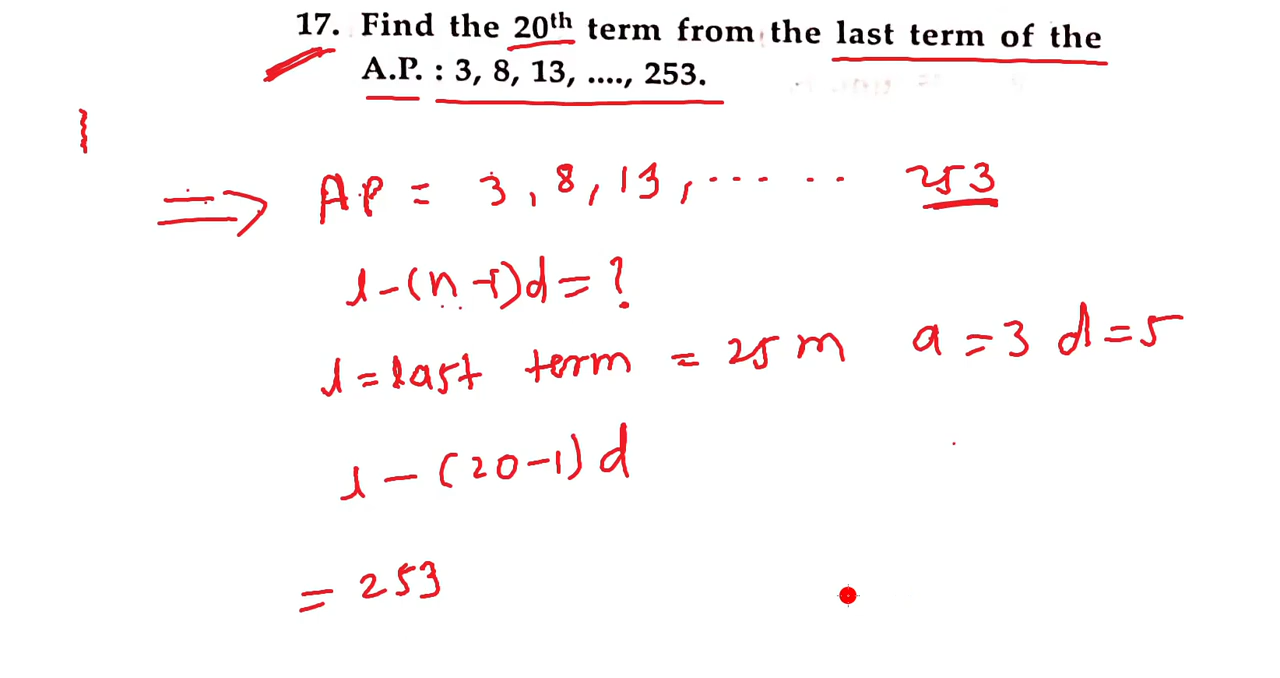 17. Find the 20th term from the last term of the
A.P. : 3, 8, 13, ...., 253.
AP = 3, 8, 13, ..... 253
l-(n-1)d = ?
l = last term = 25m a = 3 d = 5
l - (20-1) d
= 253